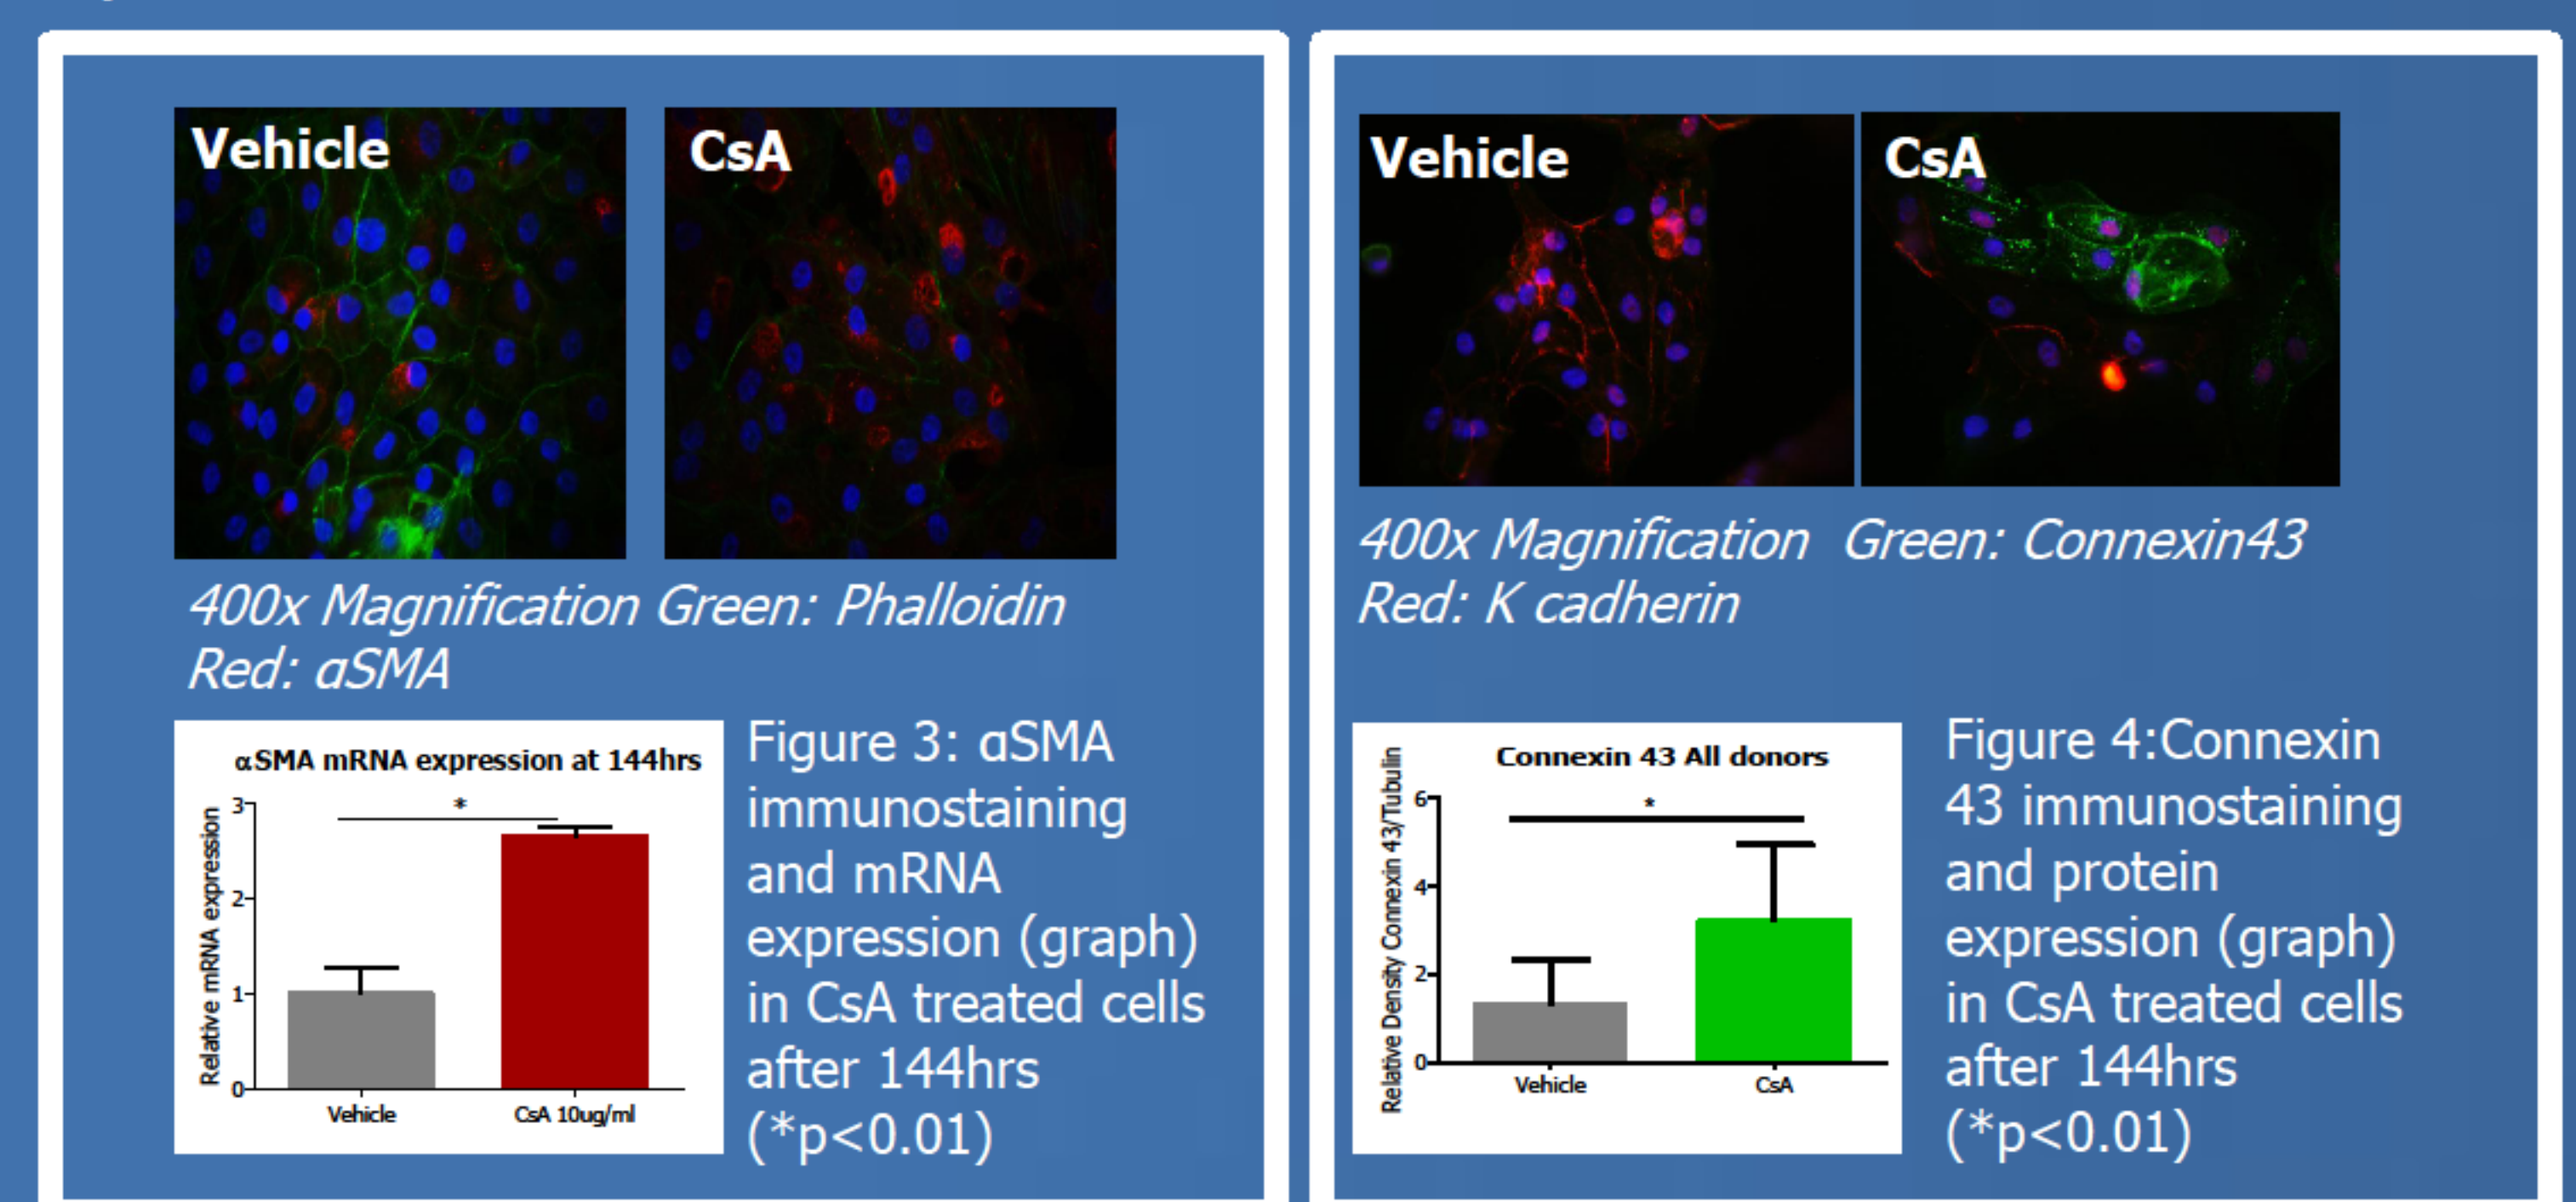 Vehicle
CsA
400x Magnification Green: Phalloidin
Red: αSMA
αSMA mRNA expression at 144hrs
Relative mRNA expression
3
2
1
0
*
Vehicle
CsA 10ug/ml
Figure 3: αSMA
immunostaining
and mRNA
expression (graph)
in CsA treated cells
after 144hrs
(*p<0.01)
Vehicle
CsA
400x Magnification Green: Connexin43
Red: K cadherin
Connexin 43 All donors
Relative Density Connexin 43/Tubulin
6
4
2
0
*
Vehicle
CsA
Figure 4:Connexin
43 immunostaining
and protein
expression (graph)
in CsA treated cells
after 144hrs
(*p<0.01)